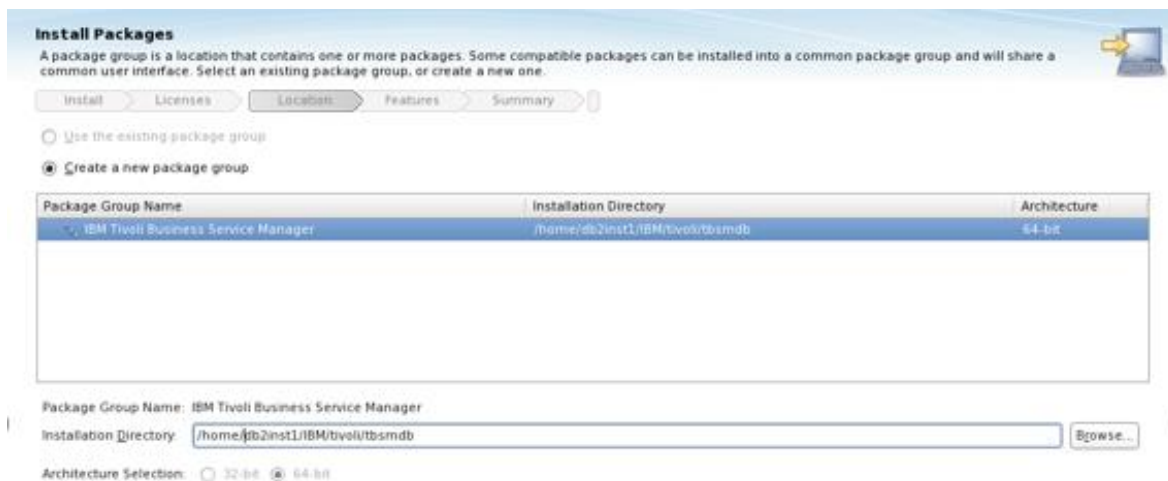 Install Packages
A package group is a location that contains one or more packages. Some compatible packages can be installed into a common package group and will share a
common user interface. Select an existing package group, or create a new one.
Install Licenses Location Features Summary
Use the existing package group
Create a new package group
Package Group Name Installation Directory Architecture
IBM Tivoli Business Service Manager /home/db2inst1/IBM/tivoli/tbsmdb 64-bit
Package Group Name: IBM Tivoli Business Service Manager
Installation Directory: /home/db2inst1/IBM/tivoli/tbsmdb Browse...
Architecture Selection: 32-bit 64-bit